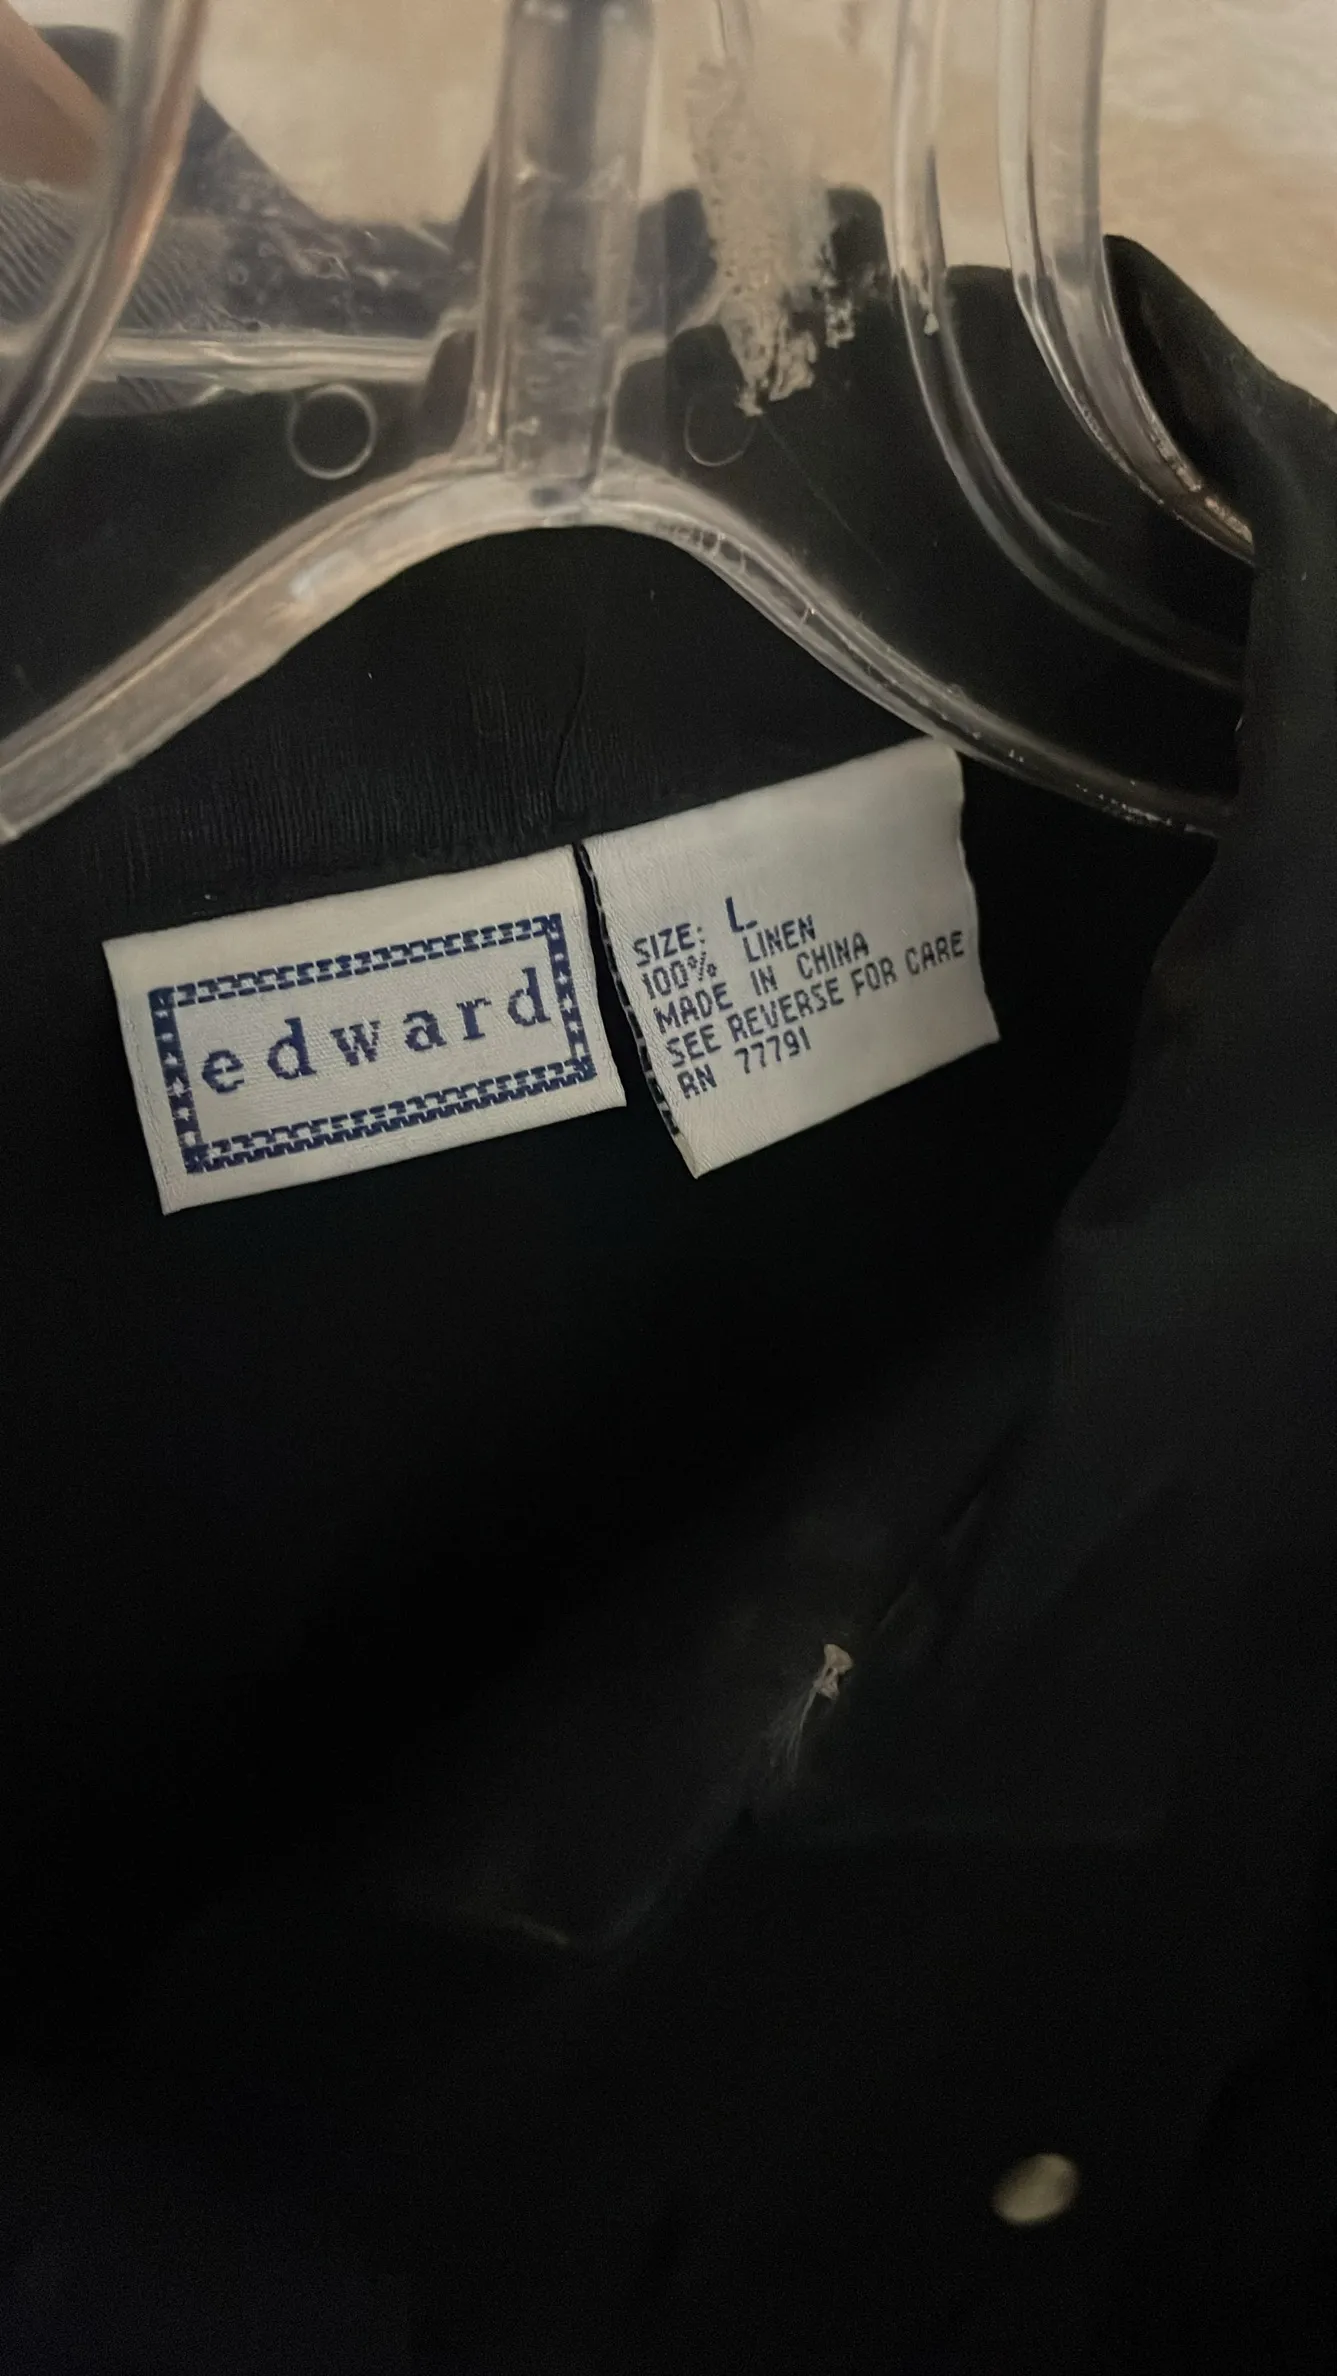 edward
SIZE: L
100% LINEN
MADE IN CHINA
SEE REVERSE FOR CARE
RN 77791